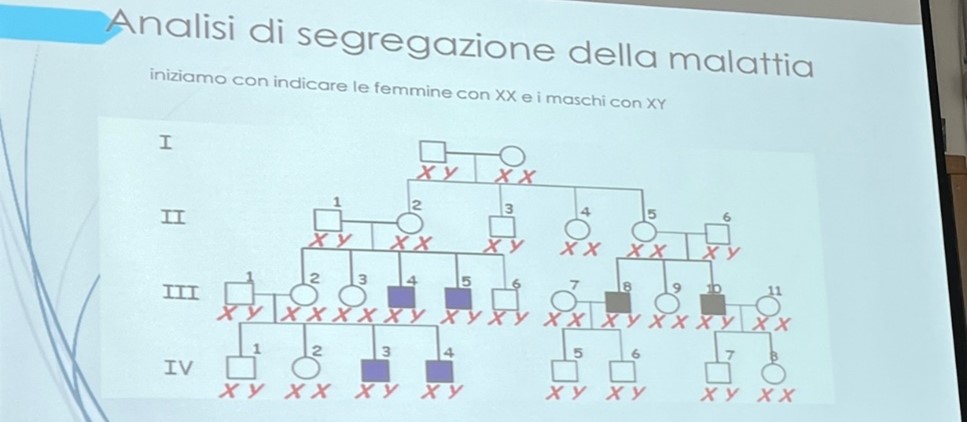 Analisi di segregazione della malattia
iniziamo con indicare le femmine con XX e i maschi con XY
I
XY XX
1 2 3 4 5 6
II
XY XX XY XX XX XY
1 2 3 4 5 6 7 8 9 10 11
III
XY XX XX XY XY XY XX XY XX XY XX
1 2 3 4 5 6 7 8
IV
XY XX XY XY XY XY XY XX